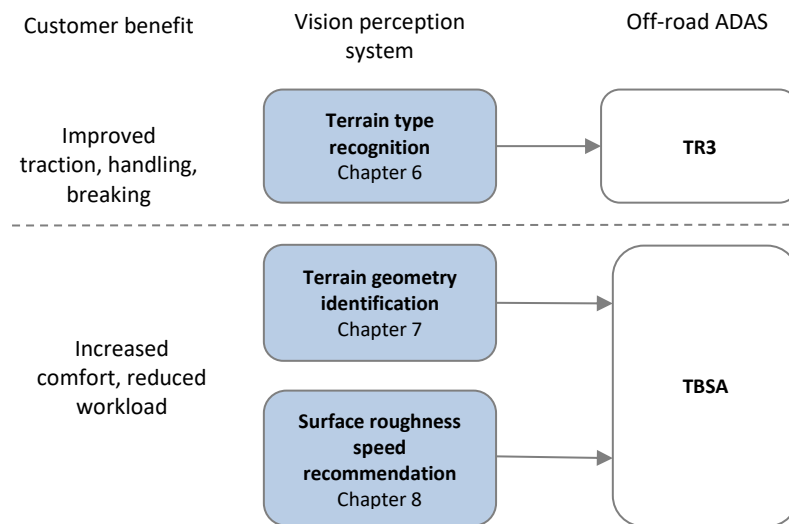 Customer benefit
Vision perception
system
Off-road ADAS
Improved
traction, handling,
breaking
Terrain type
recognition
Chapter 6
TR3
Increased
comfort, reduced
workload
Terrain geometry
identification
Chapter 7
Surface roughness
speed
recommendation
Chapter 8
TBSA